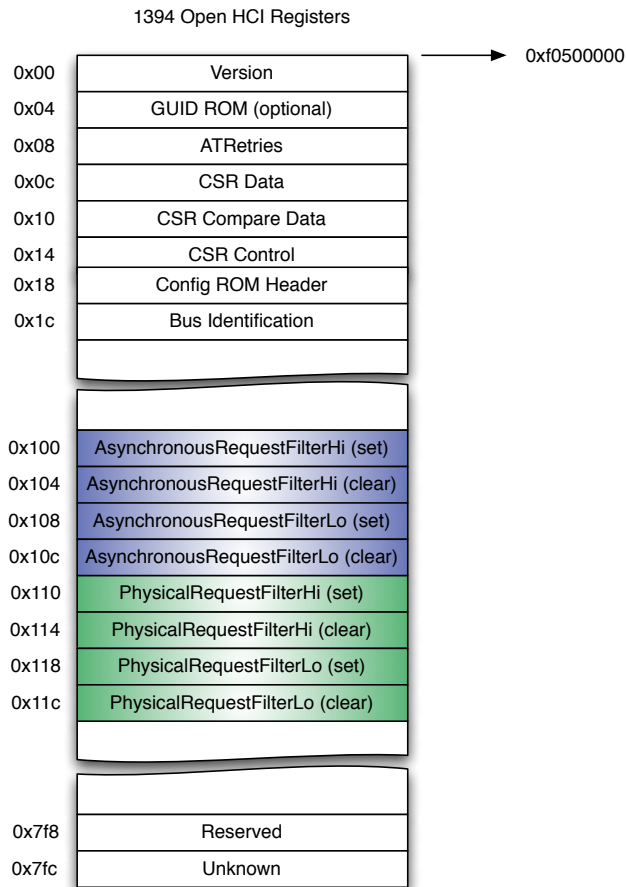 1394 Open HCI Registers
0xf0500000
0x00 Version
0x04 GUID ROM (optional)
0x08 ATRetries
0x0c CSR Data
0x10 CSR Compare Data
0x14 CSR Control
0x18 Config ROM Header
0x1c Bus Identification
0x100 AsynchronousRequestFilterHi (set)
0x104 AsynchronousRequestFilterHi (clear)
0x108 AsynchronousRequestFilterLo (set)
0x10c AsynchronousRequestFilterLo (clear)
0x110 PhysicalRequestFilterHi (set)
0x114 PhysicalRequestFilterHi (clear)
0x118 PhysicalRequestFilterLo (set)
0x11c PhysicalRequestFilterLo (clear)
0x7f8 Reserved
0x7fc Unknown